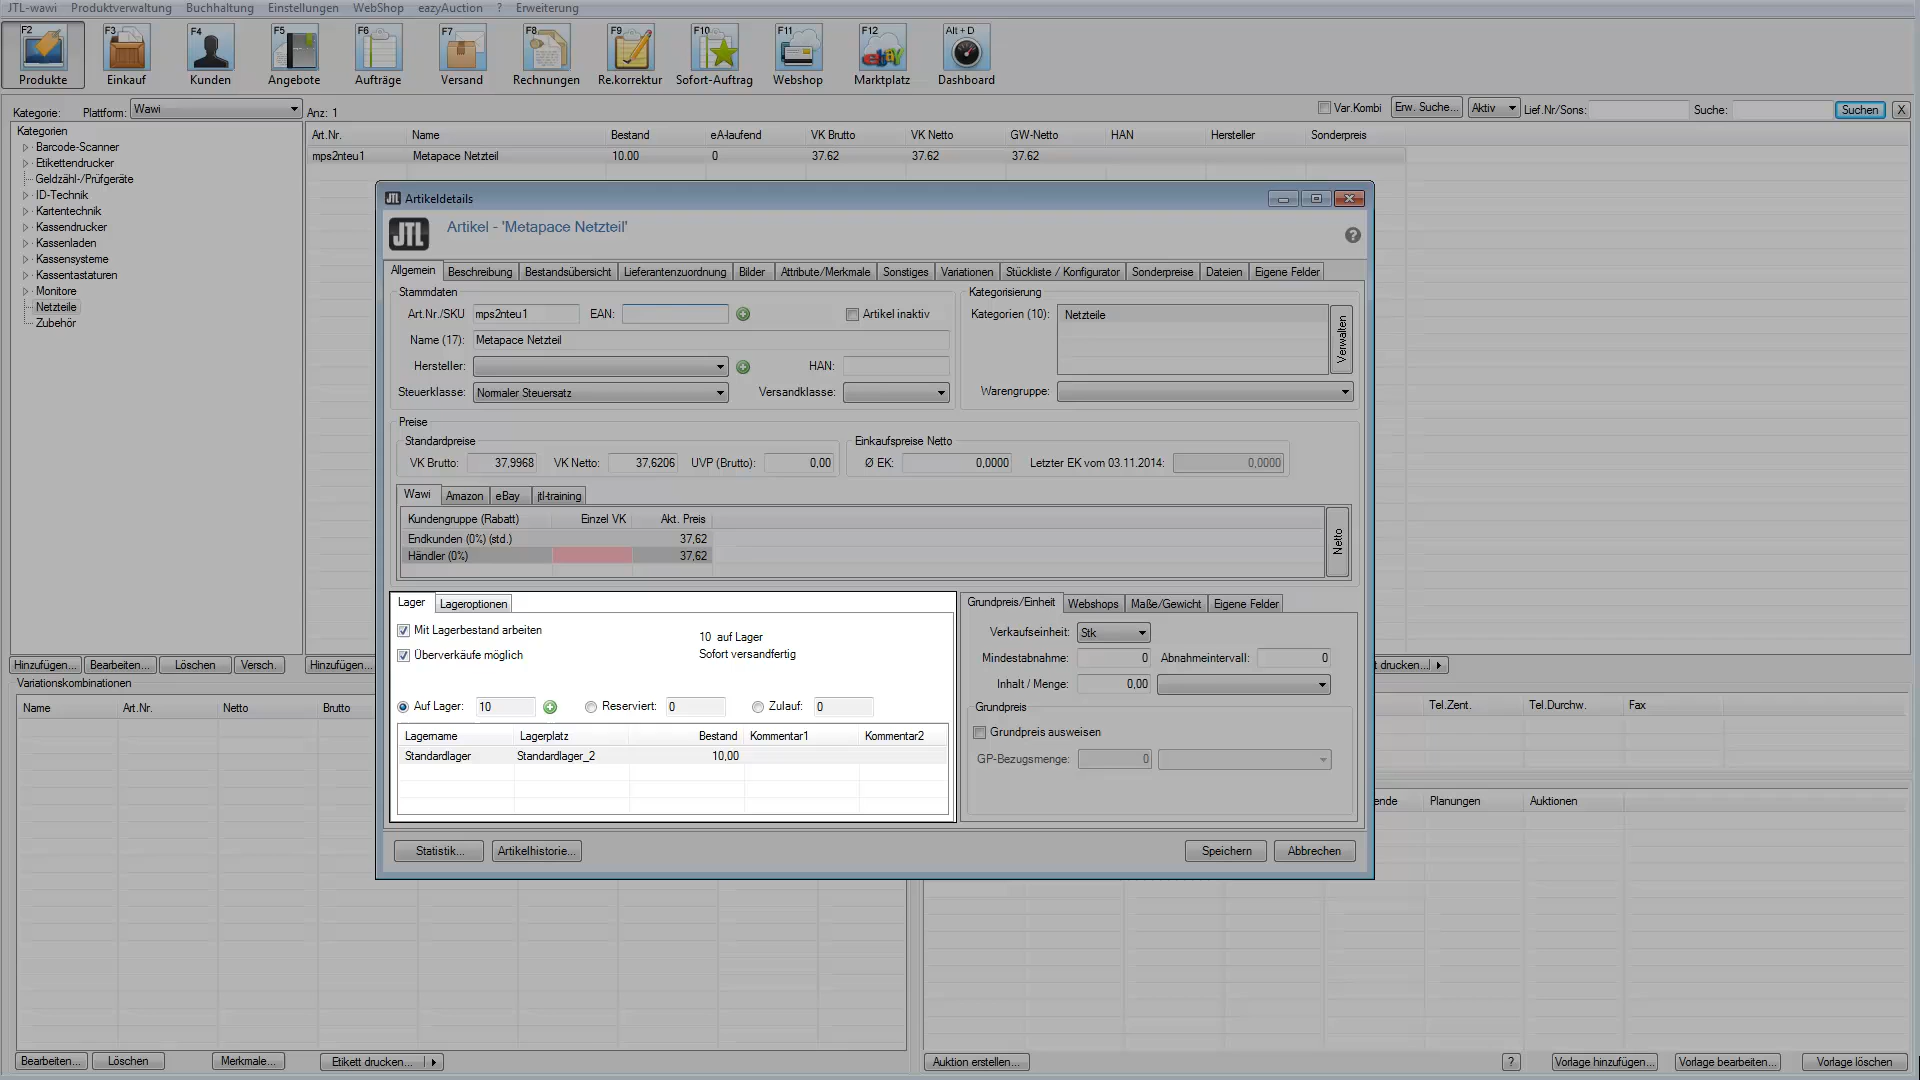 JTL-wawi Produktverwaltung Buchhaltung Einstellungen WebShop eazyAuction ? Erweiterung
F2 F3 F4 F5 F6 F7 F8 F9 F10 F11 F12 Alt + D
Produkte Einkauf Kunden Angebote Aufträge Versand Rechnungen Re.korrektur Sofort-Auftrag Webshop Marktplatz Dashboard
Kategorie: Plattform: Wawi Anz: 1 Var.Kombi Erw. Suche... Aktiv Lief.Nr/Sons: Suche: Suchen X
Kategorien
Barcode-Scanner
Etikettendrucker
Geldzähl-/Prüfgeräte
ID-Technik
Kartentechnik
Kassendrucker
Kassenladen
Kassensysteme
Kassentastaturen
Monitore
Netzteile
Zubehör
Art.Nr. Name Bestand eA-laufend VK Brutto VK Netto GW-Netto HAN Hersteller Sonderpreis
mps2nteu1 Metapace Netzteil 10.00 0 37.62 37.62 37.62
JTL Artikeldetails
JTL Artikel - 'Metapace Netzteil' ?
Allgemein Beschreibung Bestandsübersicht Lieferantenzuordnung Bilder Attribute/Merkmale Sonstiges Variationen Stückliste / Konfigurator Sonderpreise Dateien Eigene Felder
Stammdaten
Art.Nr./SKU mps2nteu1 EAN: Artikel inaktiv
Name (17): Metapace Netzteil
Hersteller: HAN:
Steuerklasse: Normaler Steuersatz Versandklasse:
Kategorisierung
Kategorien (10): Netzteile Verwalten
Warengruppe:
Preise
Standardpreise
VK Brutto: 37,9968 VK Netto: 37,6206 UVP (Brutto): 0,00
Einkaufspreise Netto
Ø EK: 0,0000 Letzter EK vom 03.11.2014: 0,0000
Wawi Amazon eBay jtl-training
Kundengruppe (Rabatt) Einzel VK Akt. Preis
Endkunden (0%) (std.) 37,62
Händler (0%) 37,62
Netto
Lager Lageroptionen
Mit Lagerbestand arbeiten
Überverkäufe möglich
10 auf Lager
Sofort versandfertig
Auf Lager: 10 Reserviert: 0 Zulauf: 0
Lagername Lagerplatz Bestand Kommentar1 Kommentar2
Standardlager Standardlager_2 10,00
Grundpreis/Einheit Webshops Maße/Gewicht Eigene Felder
Verkaufseinheit: Stk
Mindestabnahme: 0 Abnahmeintervall: 0
Inhalt / Menge: 0,00
Grundpreis
Grundpreis ausweisen
GP-Bezugsmenge: 0
Statistik... Artikelhistorie... Speichern Abbrechen
Hinzufügen... Bearbeiten... Löschen Versch. Hinzufügen... t drucken...
Variationskombinationen
Name Art.Nr. Netto Brutto
Tel.Zent. Tel.Durchw. Fax
ende Planungen Auktionen
Bearbeiten... Löschen Merkmale... Etikett drucken... Auktion erstellen... ? Vorlage hinzufügen... Vorlage bearbeiten... Vorlage löschen